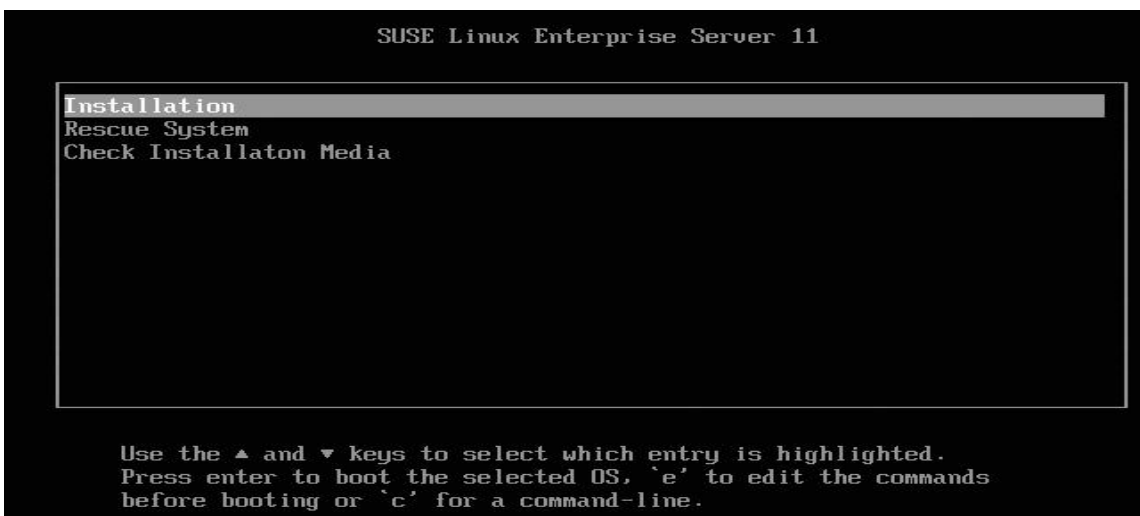 SUSE Linux Enterprise Server 11
Installation
Rescue System
Check Installaton Media
Use the ▲ and ▼ keys to select which entry is highlighted.
Press enter to boot the selected OS, `e' to edit the commands
before booting or `c' for a command-line.